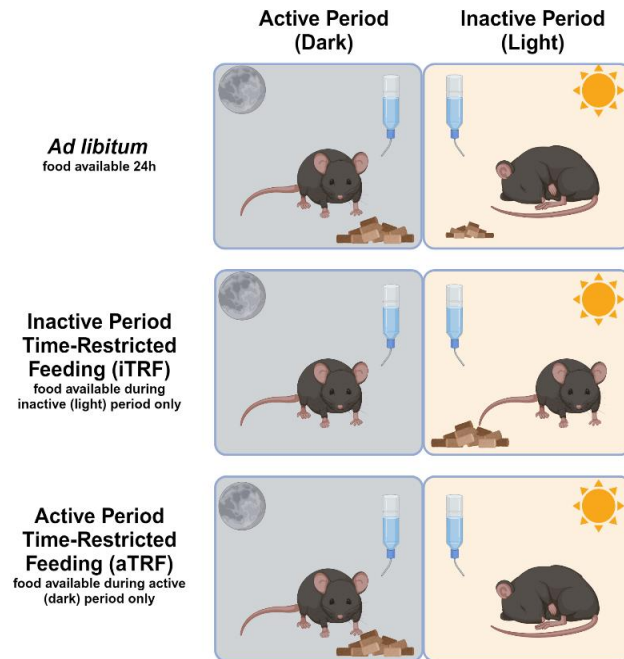 Active Period
(Dark)
Inactive Period
(Light)
Ad libitum
food available 24h
Inactive Period
Time-Restricted
Feeding (iTRF)
food available during
inactive (light) period only
Active Period
Time-Restricted
Feeding (aTRF)
food available during active
(dark) period only